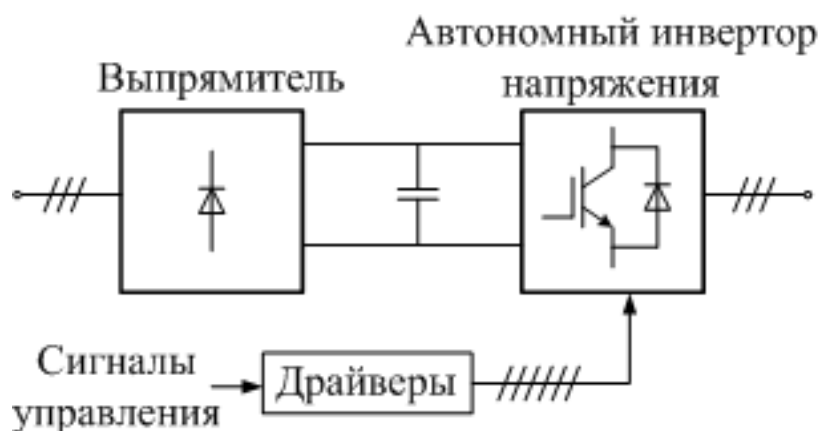 Автономный инвертор
напряжения
Выпрямитель
Сигналы
управления
Драйверы